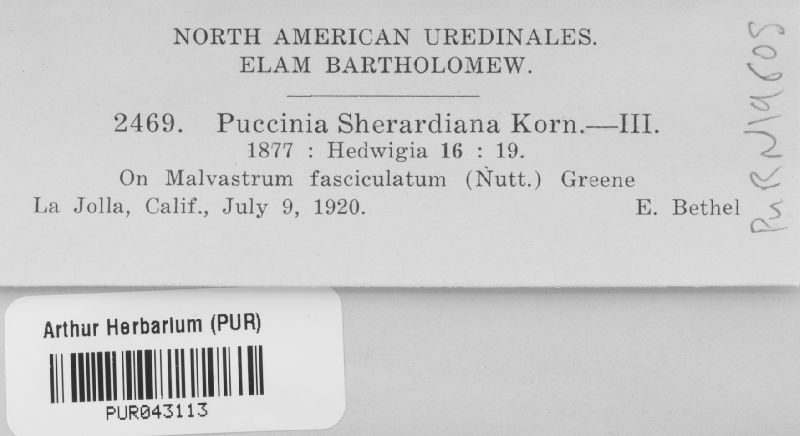 NORTH AMERICAN UREDINALES.
ELAM BARTHOLOMEW.
2469. Puccinia Sherardiana Korn.—III.
1877 : Hedwigia 16 : 19.
On Malvastrum fasciculatum (Nutt.) Greene
La Jolla, Calif., July 9, 1920. E. Bethel
PUR N19605
Arthur Herbarium (PUR)
PUR043113